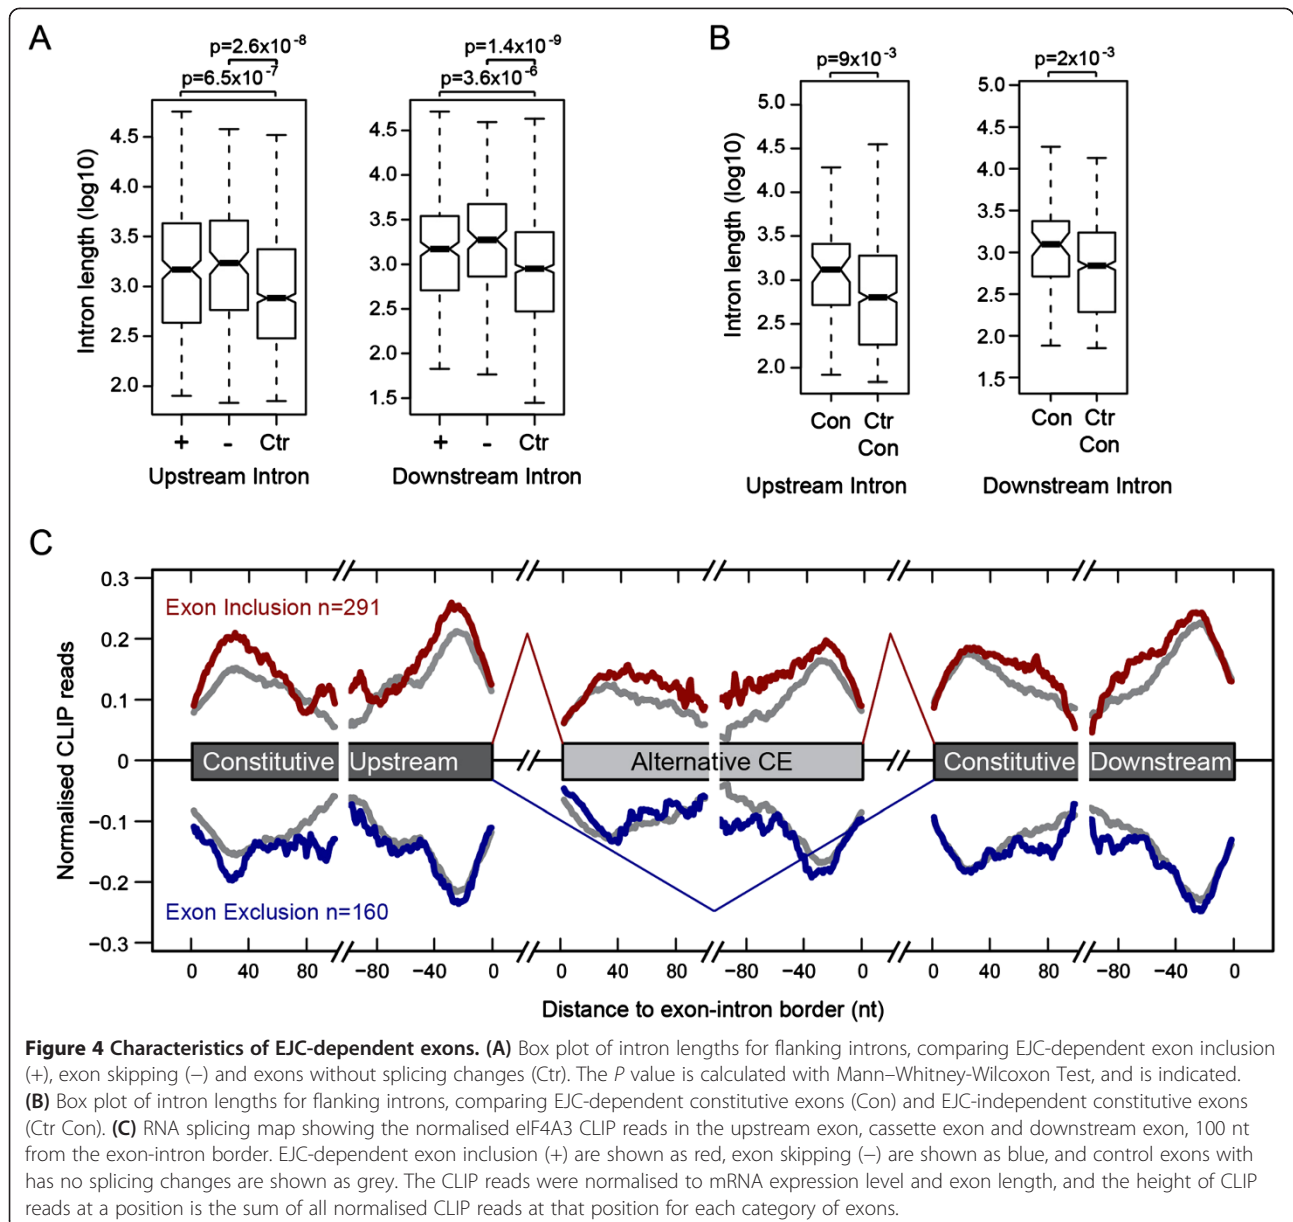 A
p=2.6x10-8
p=6.5x10-7
p=1.4x10-9
p=3.6x10-6
Intron length (log10)
4.5
4.0
3.5
3.0
2.5
2.0
+ - Ctr
Upstream Intron
4.5
4.0
3.5
3.0
2.5
2.0
1.5
+ - Ctr
Downstream Intron
B
p=9x10-3
p=2x10-3
Intron length (log10)
5.0
4.5
4.0
3.5
3.0
2.5
2.0
Con Ctr
Con
Upstream Intron
5.0
4.5
4.0
3.5
3.0
2.5
2.0
1.5
Con Ctr
Con
Downstream Intron
C
Normalised CLIP reads
0.3
0.2
0.1
0
−0.1
−0.2
−0.3
Exon Inclusion n=291
Constitutive Upstream Alternative CE Constitutive Downstream
Exon Exclusion n=160
0 40 80 −80 −40 0 0 40 80 −80 −40 0 0 40 80 −80 −40 0
Distance to exon-intron border (nt)
Figure 4 Characteristics of EJC-dependent exons. (A) Box plot of intron lengths for flanking introns, comparing EJC-dependent exon inclusion
(+), exon skipping (−) and exons without splicing changes (Ctr). The P value is calculated with Mann–Whitney-Wilcoxon Test, and is indicated.
(B) Box plot of intron lengths for flanking introns, comparing EJC-dependent constitutive exons (Con) and EJC-independent constitutive exons
(Ctr Con). (C) RNA splicing map showing the normalised eIF4A3 CLIP reads in the upstream exon, cassette exon and downstream exon, 100 nt
from the exon-intron border. EJC-dependent exon inclusion (+) are shown as red, exon skipping (−) are shown as blue, and control exons with
has no splicing changes are shown as grey. The CLIP reads were normalised to mRNA expression level and exon length, and the height of CLIP
reads at a position is the sum of all normalised CLIP reads at that position for each category of exons.